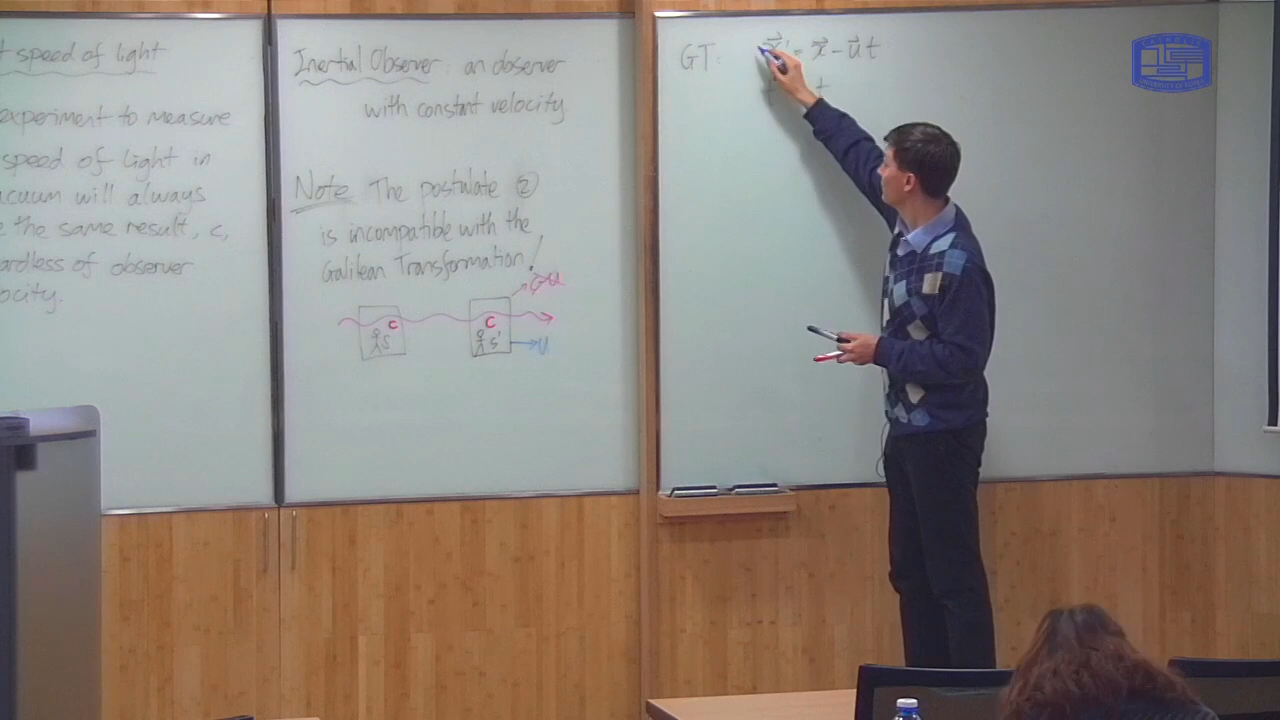 t speed of light
experiment to measure
speed of light in
acuum will always
e the same result, c,
ardless of observer
ocity.
Inertial Observer: an observer
with constant velocity
Note The postulate ②
is incompatible with the
Galilean Transformation!
c
S
c
S'
u
GT:
x⃗' = x⃗ - u⃗ t
t